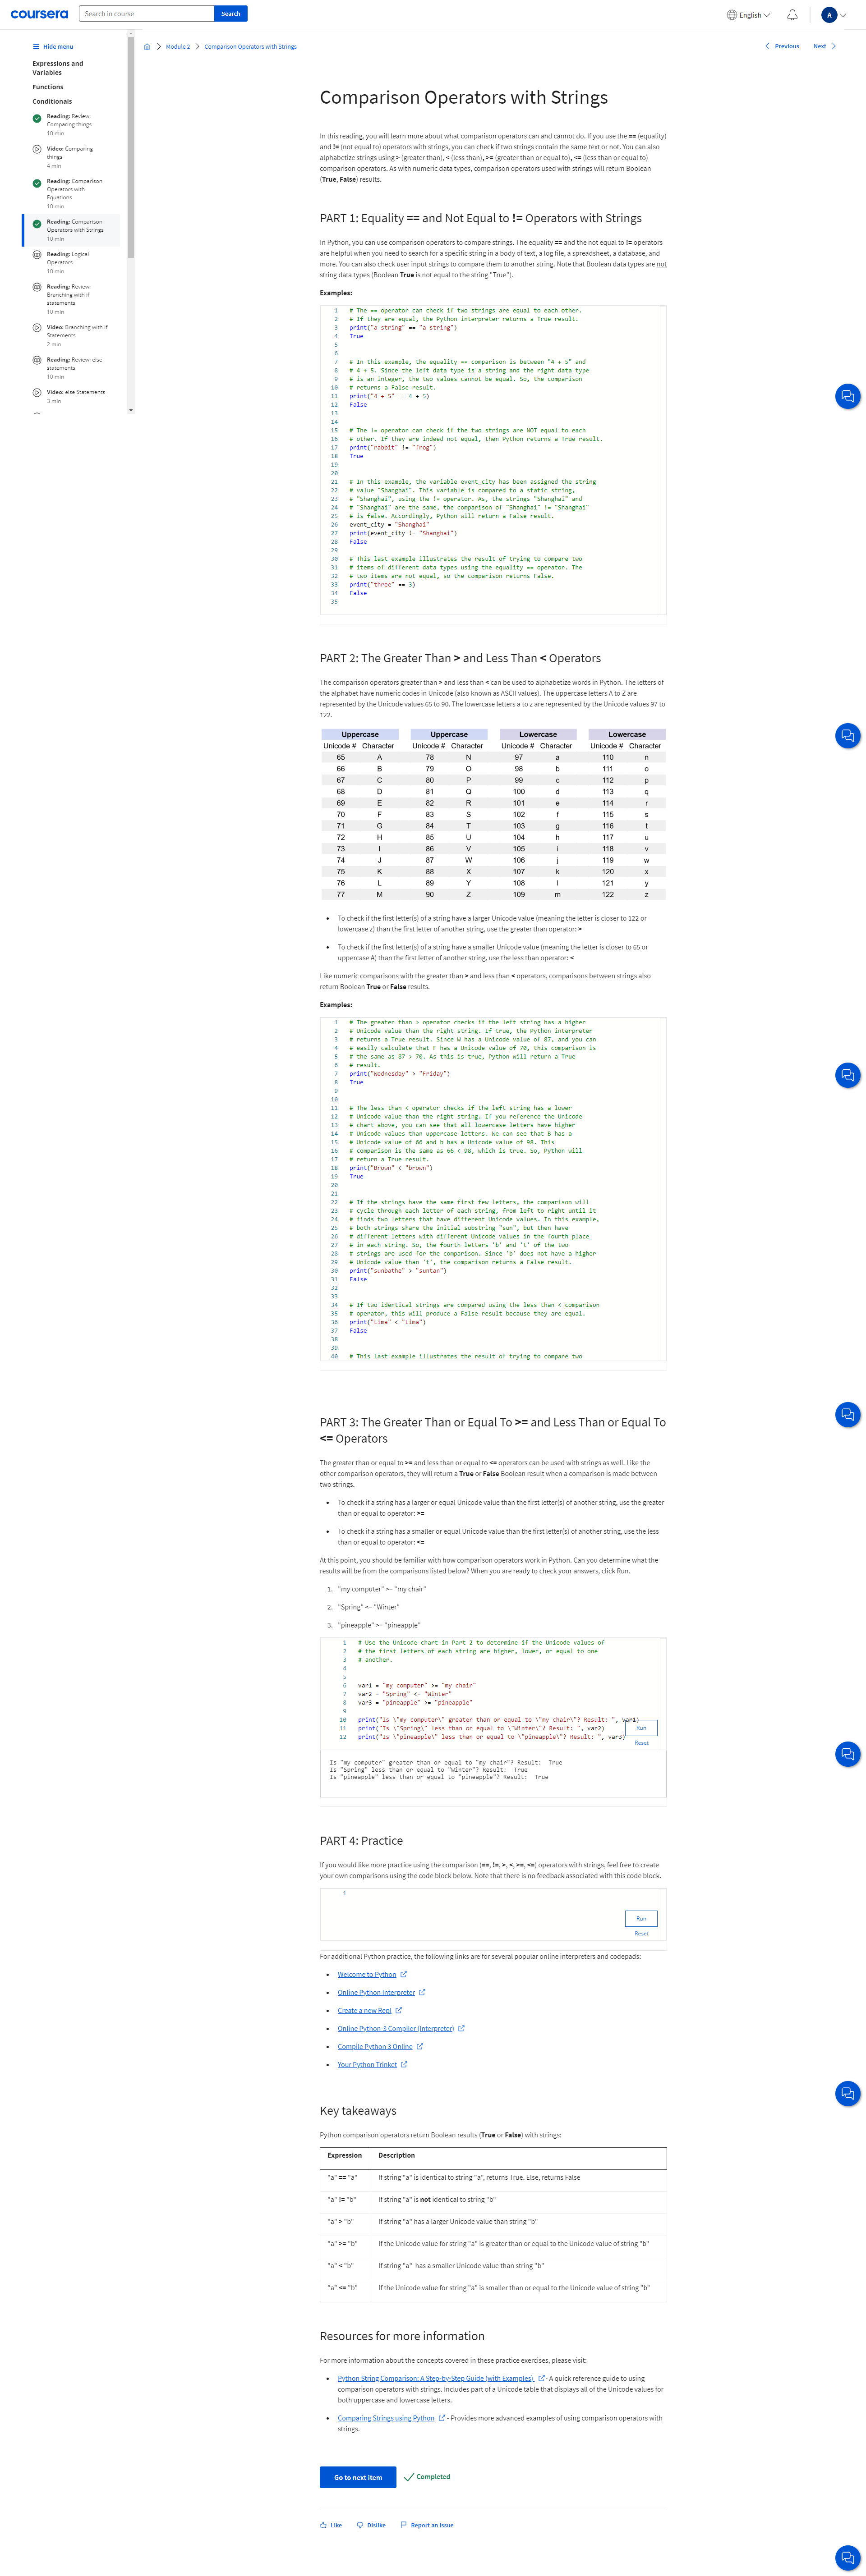 coursera
Search in course
Search
English
A
Hide menu
Module 2
Comparison Operators with Strings
Previous
Next
Expressions and
Variables
Functions
Conditionals
Reading: Review:
Comparing things
10 min
Video: Comparing
things
4 min
Reading: Comparison
Operators with
Equations
10 min
Reading: Comparison
Operators with Strings
10 min
Reading: Logical
Operators
10 min
Reading: Review:
Branching with if
statements
10 min
Video: Branching with if
Statements
2 min
Reading: Review: else
statements
10 min
Video: else Statements
3 min
Comparison Operators with Strings
In this reading, you will learn more about what comparison operators can and cannot do. If you use the == (equality)
and != (not equal to) operators with strings, you can check if two strings contain the same text or not. You can also
alphabetize strings using > (greater than), < (less than), >= (greater than or equal to), <= (less than or equal to)
comparison operators. As with numeric data types, comparison operators used with strings will return Boolean
(True, False) results.
PART 1: Equality == and Not Equal to != Operators with Strings
In Python, you can use comparison operators to compare strings. The equality == and the not equal to != operators
are helpful when you need to search for a specific string in a body of text, a log file, a spreadsheet, a database, and
more. You can also check user input strings to compare them to another string. Note that Boolean data types are not
string data types (Boolean True is not equal to the string "True").
Examples:
1 # The == operator can check if two strings are equal to each other.
2 # If they are equal, the Python interpreter returns a True result.
3 print("a string" == "a string")
4 True
5
6
7 # In this example, the equality == comparison is between "4 + 5" and
8 # 4 + 5. Since the left data type is a string and the right data type
9 # is an integer, the two values cannot be equal. So, the comparison
10 # returns a False result.
11 print("4 + 5" == 4 + 5)
12 False
13
14
15 # The != operator can check if the two strings are NOT equal to each
16 # other. If they are indeed not equal, then Python returns a True result.
17 print("rabbit" != "frog")
18 True
19
20
21 # In this example, the variable event_city has been assigned the string
22 # value "Shanghai". This variable is compared to a static string,
23 # "Shanghai", using the != operator. As, the strings "Shanghai" and
24 # "Shanghai" are the same, the comparison of "Shanghai" != "Shanghai"
25 # is false. Accordingly, Python will return a False result.
26 event_city = "Shanghai"
27 print(event_city != "Shanghai")
28 False
29
30 # This last example illustrates the result of trying to compare two
31 # items of different data types using the equality == operator. The
32 # two items are not equal, so the comparison returns False.
33 print("three" == 3)
34 False
35
PART 2: The Greater Than > and Less Than < Operators
The comparison operators greater than > and less than < can be used to alphabetize words in Python. The letters of
the alphabet have numeric codes in Unicode (also known as ASCII values). The uppercase letters A to Z are
represented by the Unicode values 65 to 90. The lowercase letters a to z are represented by the Unicode values 97 to
122.
Uppercase Uppercase Lowercase Lowercase
Unicode # Character Unicode # Character Unicode # Character Unicode # Character
65 A 78 N 97 a 110 n
66 B 79 O 98 b 111 o
67 C 80 P 99 c 112 p
68 D 81 Q 100 d 113 q
69 E 82 R 101 e 114 r
70 F 83 S 102 f 115 s
71 G 84 T 103 g 116 t
72 H 85 U 104 h 117 u
73 I 86 V 105 i 118 v
74 J 87 W 106 j 119 w
75 K 88 X 107 k 120 x
76 L 89 Y 108 l 121 y
77 M 90 Z 109 m 122 z
To check if the first letter(s) of a string have a larger Unicode value (meaning the letter is closer to 122 or
lowercase z) than the first letter of another string, use the greater than operator: >
To check if the first letter(s) of a string have a smaller Unicode value (meaning the letter is closer to 65 or
uppercase A) than the first letter of another string, use the less than operator: <
Like numeric comparisons with the greater than > and less than < operators, comparisons between strings also
return Boolean True or False results.
Examples:
1 # The greater than > operator checks if the left string has a higher
2 # Unicode value than the right string. If true, the Python interpreter
3 # returns a True result. Since W has a Unicode value of 87, and you can
4 # easily calculate that F has a Unicode value of 70, this comparison is
5 # the same as 87 > 70. As this is true, Python will return a True
6 # result.
7 print("Wednesday" > "Friday")
8 True
9
10
11 # The less than < operator checks if the left string has a lower
12 # Unicode value than the right string. If you reference the Unicode
13 # chart above, you can see that all lowercase letters have higher
14 # Unicode values than uppercase letters. We can see that B has a
15 # Unicode value of 66 and b has a Unicode value of 98. This
16 # comparison is the same as 66 < 98, which is true. So, Python will
17 # return a True result.
18 print("Brown" < "brown")
19 True
20
21
22 # If the strings have the same first few letters, the comparison will
23 # cycle through each letter of each string, from left to right until it
24 # finds two letters that have different Unicode values. In this example,
25 # both strings share the initial substring "sun", but then have
26 # different letters with different Unicode values in the fourth place
27 # in each string. So, the fourth letters 'b' and 't' of the two
28 # strings are used for the comparison. Since 'b' does not have a higher
29 # Unicode value than 't', the comparison returns a False result.
30 print("sunbathe" > "suntan")
31 False
32
33
34 # If two identical strings are compared using the less than < comparison
35 # operator, this will produce a False result because they are equal.
36 print("Lima" < "Lima")
37 False
38
39
40 # This last example illustrates the result of trying to compare two
PART 3: The Greater Than or Equal To >= and Less Than or Equal To
<= Operators
The greater than or equal to >= and less than or equal to <= operators can be used with strings as well. Like the
other comparison operators, they will return a True or False Boolean result when a comparison is made between
two strings.
To check if a string has a larger or equal Unicode value than the first letter(s) of another string, use the greater
than or equal to operator: >=
To check if a string has a smaller or equal Unicode value than the first letter(s) of another string, use the less
than or equal to operator: <=
At this point, you should be familiar with how comparison operators work in Python. Can you determine what the
results will be from the comparisons listed below? When you are ready to check your answers, click Run.
1. "my computer" >= "my chair"
2. "Spring" <= "Winter"
3. "pineapple" >= "pineapple"
1 # Use the Unicode chart in Part 2 to determine if the Unicode values of
2 # the first letters of each string are higher, lower, or equal to one
3 # another.
4
5
6 var1 = "my computer" >= "my chair"
7 var2 = "Spring" <= "Winter"
8 var3 = "pineapple" >= "pineapple"
9
10 print("Is \"my computer\" greater than or equal to \"my chair\"? Result: ", var1)
11 print("Is \"Spring\" less than or equal to \"Winter\"? Result: ", var2)
12 print("Is \"pineapple\" less than or equal to \"pineapple\"? Result: ", var3)
Run
Reset
Is "my computer" greater than or equal to "my chair"? Result:  True
Is "Spring" less than or equal to "Winter"? Result:  True
Is "pineapple" less than or equal to "pineapple"? Result:  True
PART 4: Practice
If you would like more practice using the comparison (==, !=, >, <, >=, <=) operators with strings, feel free to create
your own comparisons using the code block below. Note that there is no feedback associated with this code block.
1
Run
Reset
For additional Python practice, the following links are for several popular online interpreters and codepads:
Welcome to Python
Online Python Interpreter
Create a new Repl
Online Python-3 Compiler (Interpreter)
Compile Python 3 Online
Your Python Trinket
Key takeaways
Python comparison operators return Boolean results (True or False) with strings:
Expression Description
"a" == "a" If string "a" is identical to string "a", returns True. Else, returns False
"a" != "b" If string "a" is not identical to string "b"
"a" > "b" If string "a" has a larger Unicode value than string "b"
"a" >= "b" If the Unicode value for string "a" is greater than or equal to the Unicode value of string "b"
"a" < "b" If string "a" has a smaller Unicode value than string "b"
"a" <= "b" If the Unicode value for string "a" is smaller than or equal to the Unicode value of string "b"
Resources for more information
For more information about the concepts covered in these practice exercises, please visit:
Python String Comparison: A Step-by-Step Guide (with Examples) - A quick reference guide to using
comparison operators with strings. Includes part of a Unicode table that displays all of the Unicode values for
both uppercase and lowercase letters.
Comparing Strings using Python - Provides more advanced examples of using comparison operators with
strings.
Go to next item
Completed
Like
Dislike
Report an issue